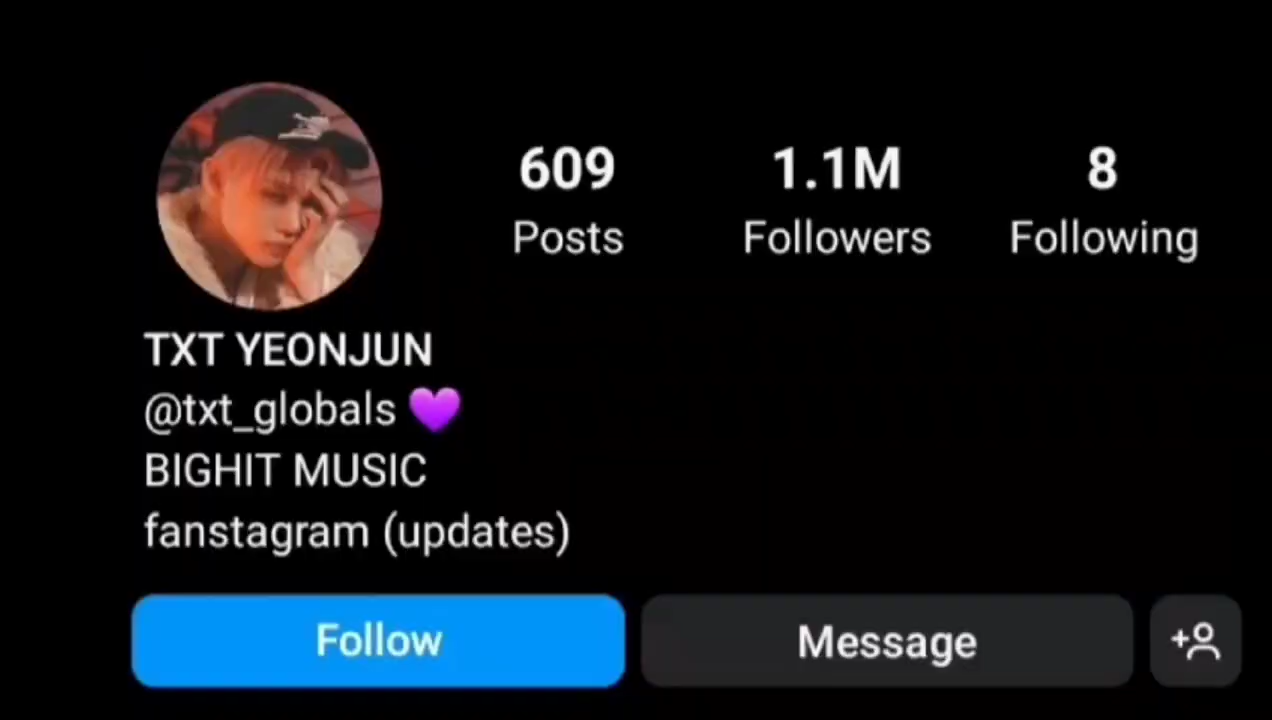 609 1.1M 8
Posts Followers Following
TXT YEONJUN
@txt_globals 💜
BIGHIT MUSIC
fanstagram (updates)
Follow Message